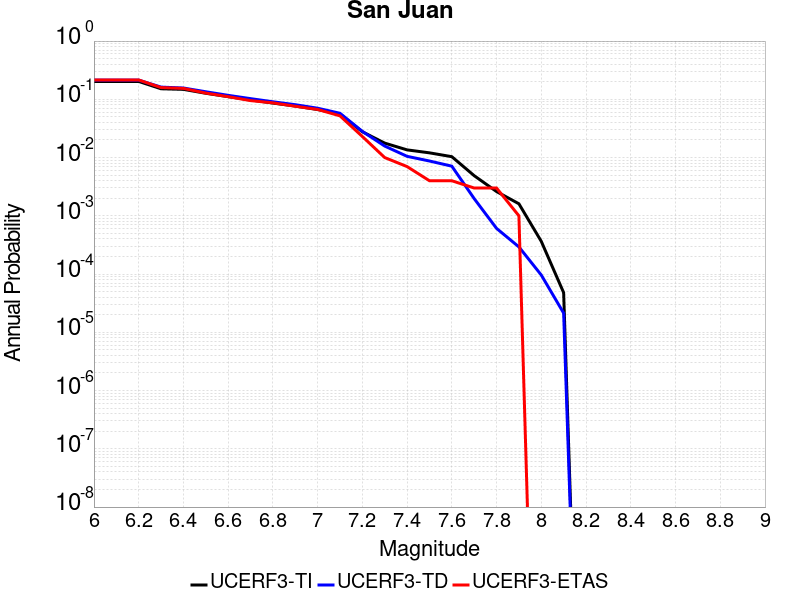 San Juan
Annual Probability
10^0
10^-1
10^-2
10^-3
10^-4
10^-5
10^-6
10^-7
10^-8
6 6.2 6.4 6.6 6.8 7 7.2 7.4 7.6 7.8 8 8.2 8.4 8.6 8.8 9
Magnitude
UCERF3-TI UCERF3-TD UCERF3-ETAS